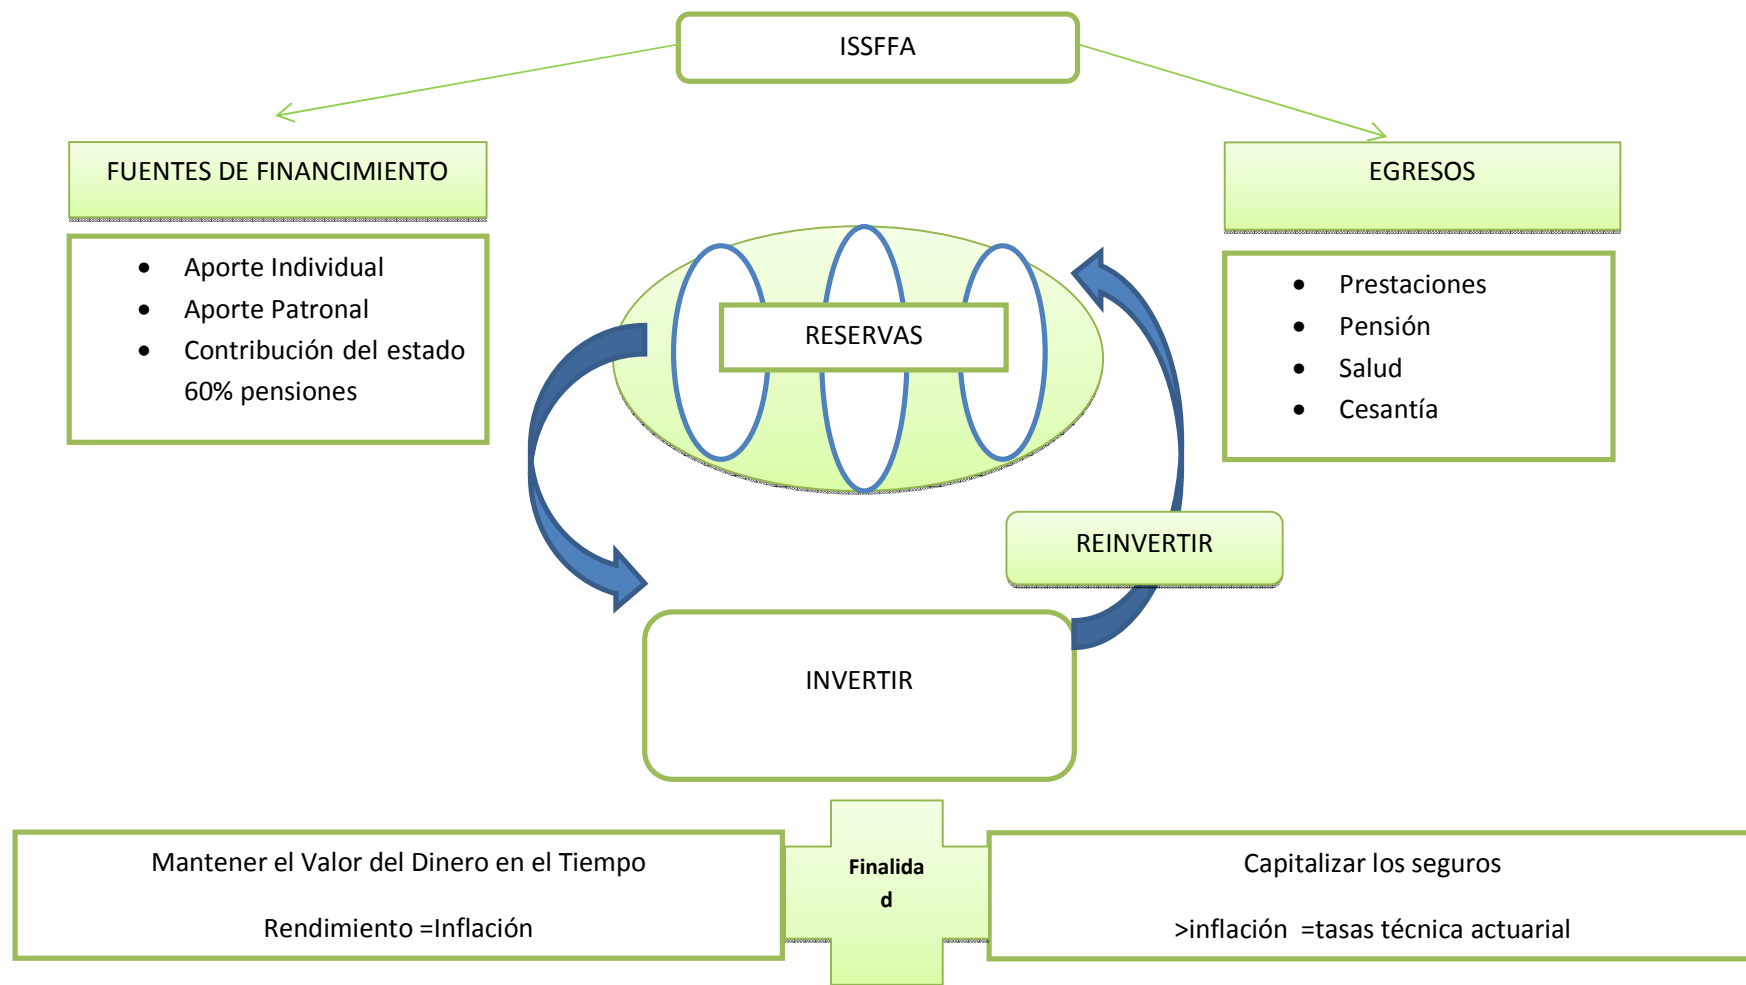 ISSFFA
FUENTES DE FINANCIMIENTO
• Aporte Individual
• Aporte Patronal
• Contribución del estado
60% pensiones
EGRESOS
• Prestaciones
• Pensión
• Salud
• Cesantía
RESERVAS
REINVERTIR
INVERTIR
Mantener el Valor del Dinero en el Tiempo
Rendimiento =Inflación
Finalida
d
Capitalizar los seguros
>inflación =tasas técnica actuarial